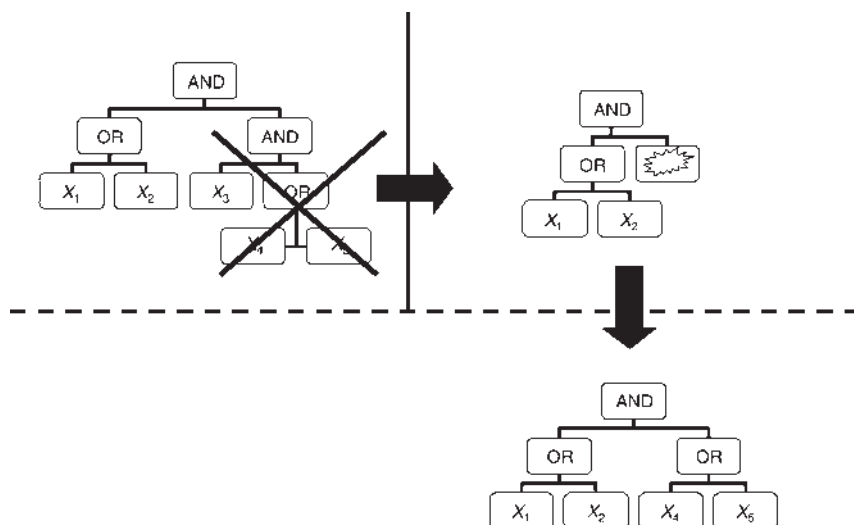 AND
OR AND
X₁ X₂ X₃ OR
X₄ X₅
AND
OR
X₁ X₂
AND
OR OR
X₁ X₂ X₄ X₅